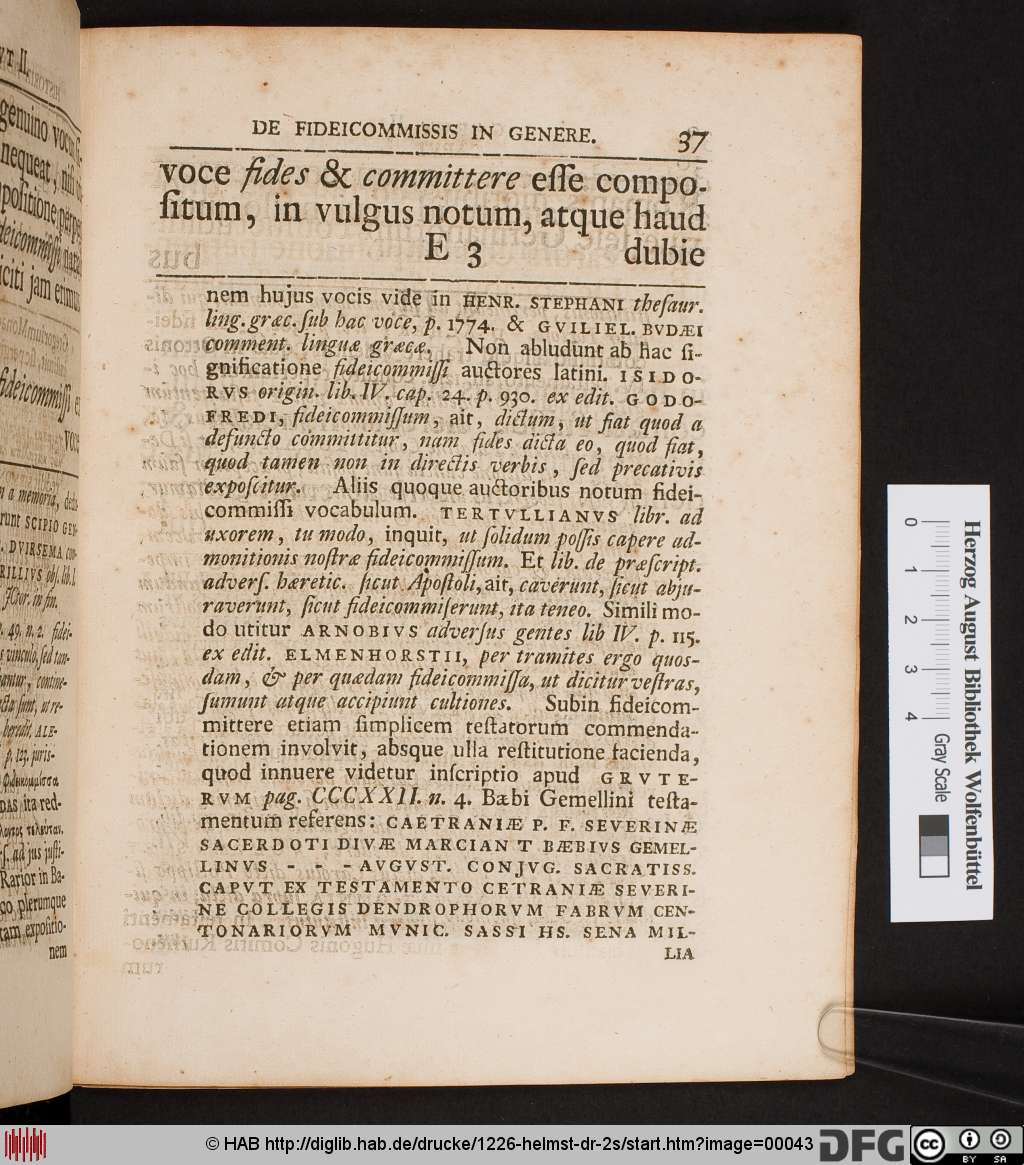 DE FIDEICOMMISSIS IN GENERE. 37
voce fides & committere eſſe compo-
ſitum, in vulgus notum, atque haud
E 3 dubie
nem hujus vocis vide in HENR. STEPHANI theſaur.
ling. græc. ſub hac voce, p. 1774. & GVILIEL. BVDÆI
comment. linguæ græcæ. Non abludunt ab hac ſi-
gnificatione fideicommiſſi auctores latini. ISIDO-
RVS origin. lib. IV. cap. 24. p. 930. ex edit. GODO-
FREDI, fideicommiſſum, ait, dictum, ut fiat quod a
defuncto committitur, nam fides dicta eo, quod fiat,
quod tamen non in directis verbis, ſed precativis
expoſcitur. Aliis quoque auctoribus notum fidei-
commiſſi vocabulum. TERTVLLIANVS libr. ad
uxorem, tu modo, inquit, ut ſolidum poſſis capere ad-
monitionis noſtræ fideicommiſſum. Et lib. de præſcript.
adverſ. hæretic. ſicut Apoſtoli, ait, caverunt, ſicut abju-
raverunt, ſicut fideicommiſerunt, ita teneo. Simili mo-
do utitur ARNOBIVS adverſus gentes lib IV. p. 115.
ex edit. ELMENHORSTII, per tramites ergo quos-
dam, & per quædam fideicommiſſa, ut dicitur veſtras,
ſumunt atque accipiunt cultiones. Subin fideicom-
mittere etiam ſimplicem teſtatorum commenda-
tionem involvit, absque ulla reſtitutione facienda,
quod innuere videtur inſcriptio apud GRVTE-
RVM pag. CCCXXII. n. 4. Bæbi Gemellini teſta-
mentum referens: CAETRANIÆ P. F. SEVERINÆ
SACERDOTI DIVÆ MARCIAN T BÆBIVS GEMEL-
LINVS - - - AVGVST. CONJVG. SACRATISS.
CAPVT EX TESTAMENTO CETRANIÆ SEVERI-
NE COLLEGIS DENDROPHORVM FABRVM CEN-
TONARIORVM MVNIC. SASSI HS. SENA MIL-
LIA
Herzog August Bibliothek Wolfenbüttel
0 1 2 3 4 Gray Scale
© HAB http://diglib.hab.de/drucke/1226-helmst-dr-2s/start.htm?image=00043 DFG cc BY SA